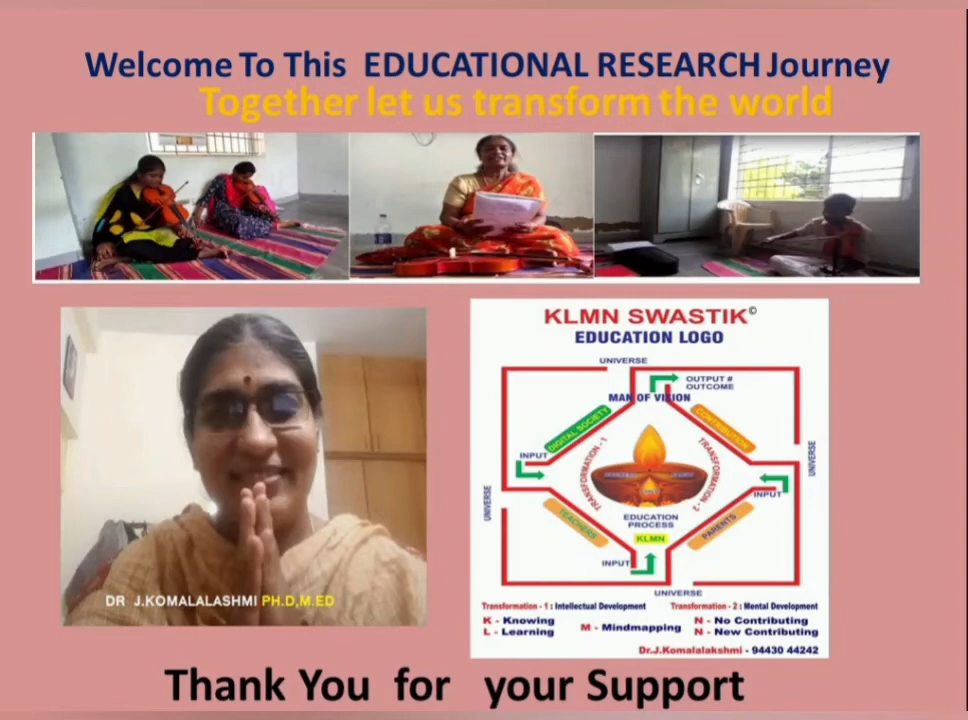 Welcome To This EDUCATIONAL RESEARCH Journey
Together let us transform the world
DR J.KOMALALASHMI PH.D,M.ED
KLMN SWASTIK©
EDUCATION LOGO
UNIVERSE
OUTPUT #
OUTCOME
MAN OF VISION
DIGITAL SOCIETY
CONTRIBUTION
INPUT
TRANSFORMATION - 1
TRANSFORMATION - 2
UNIVERSE
INPUT
UNIVERSE
TEACHERS
EDUCATION
PROCESS
PARENTS
KLMN
INPUT
UNIVERSE
Transformation - 1 : Intellectual Development
Transformation - 2 : Mental Development
K - Knowing
L - Learning
M - Mindmapping
N - No Contributing
N - New Contributing
Dr.J.Komalalakshmi - 94430 44242
Thank You for your Support